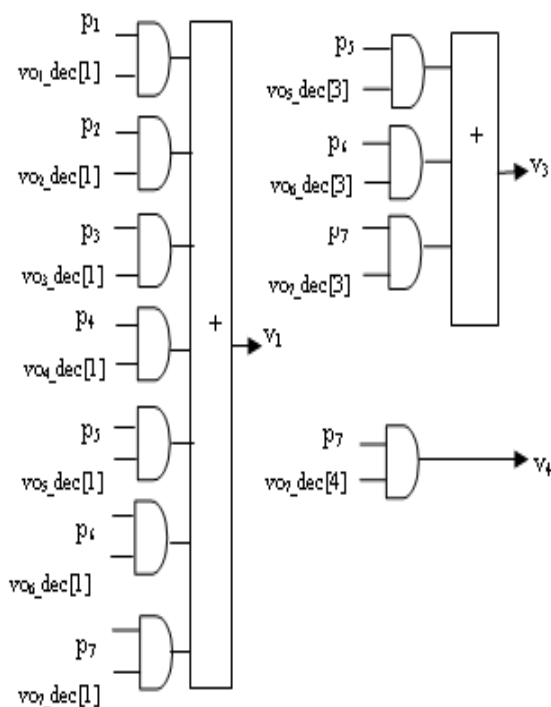 p1
vo1_dec[1]
p2
vo2_dec[1]
p3
vo3_dec[1]
p4
vo4_dec[1]
p5
vo5_dec[1]
p6
vo6_dec[1]
p7
vo7_dec[1]
+
v1
p5
vo5_dec[3]
p6
vo6_dec[3]
p7
vo7_dec[3]
+
v3
p7
vo7_dec[4]
v4